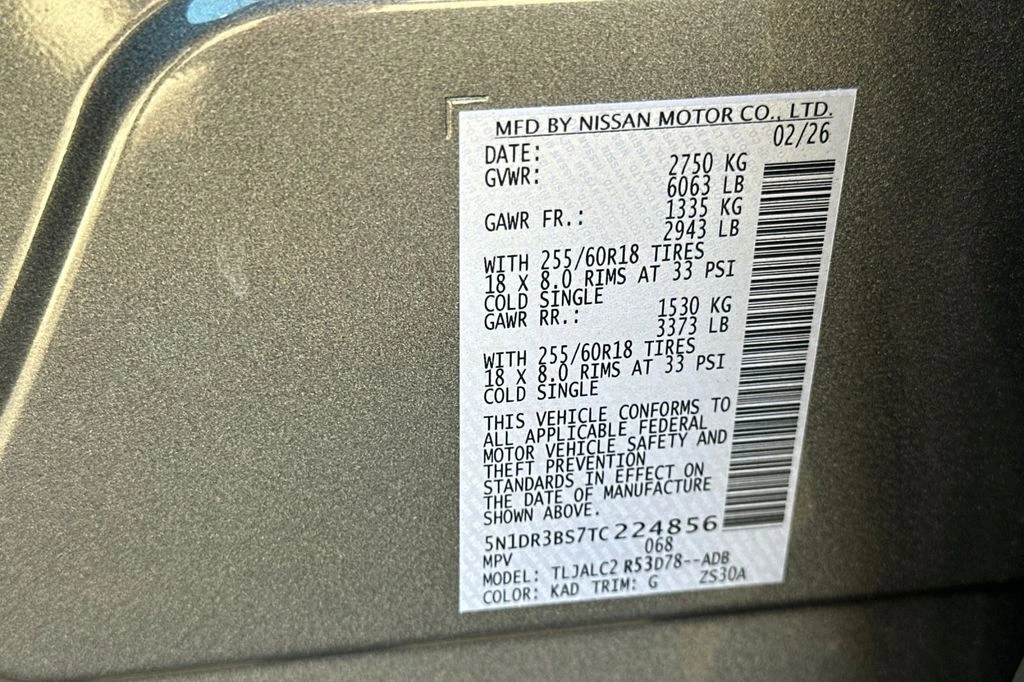 MFD BY NISSAN MOTOR CO., LTD.
DATE: 02/26
GVWR: 2750 KG
6063 LB
GAWR FR.: 1335 KG
2943 LB
WITH 255/60R18 TIRES
18 X 8.0 RIMS AT 33 PSI
COLD SINGLE
GAWR RR.: 1530 KG
3373 LB
WITH 255/60R18 TIRES
18 X 8.0 RIMS AT 33 PSI
COLD SINGLE
THIS VEHICLE CONFORMS TO
ALL APPLICABLE FEDERAL
MOTOR VEHICLE SAFETY AND
THEFT PREVENTION
STANDARDS IN EFFECT ON
THE DATE OF MANUFACTURE
SHOWN ABOVE.
5N1DR3BS7TC224856
MPV 068
MODEL: TLJALC2 R53D78--ADB
COLOR: KAD TRIM: G ZS30A